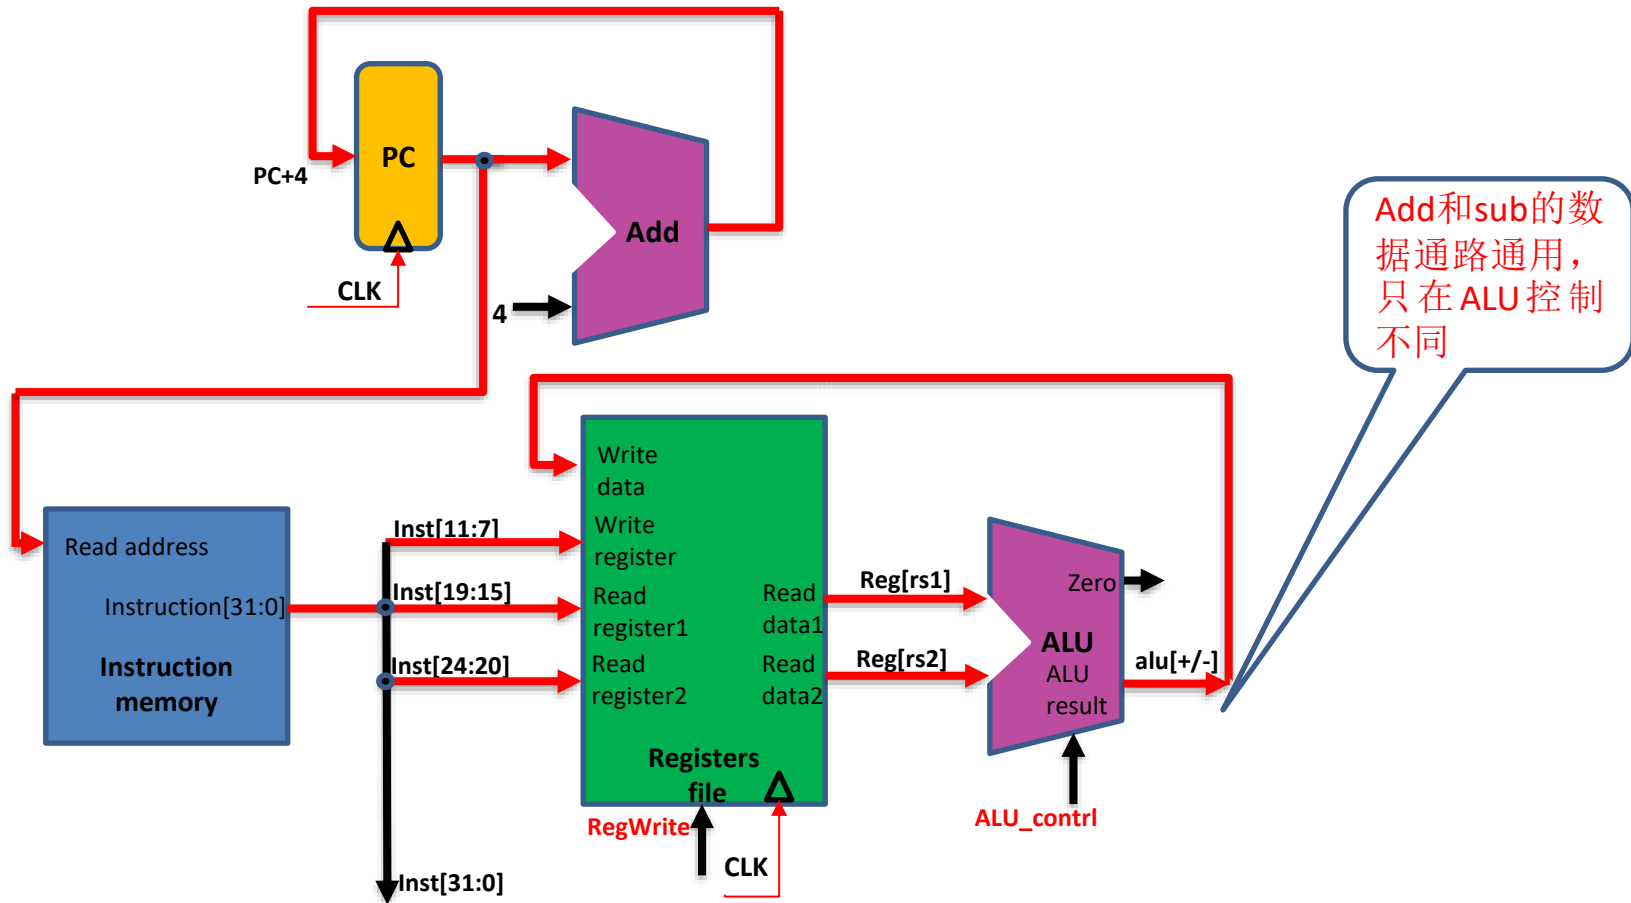 PC
PC+4
Add
CLK
4
Add和sub的数
据通路通用，
只在ALU控制
不同
Write
data
Inst[11:7]
Write
register
Read address
Instruction[31:0]
Inst[19:15]
Read
register1
Read
data1
Reg[rs1]
Zero
Instruction
memory
Inst[24:20]
Read
register2
Read
data2
Reg[rs2]
ALU
ALU
result
alu[+/-]
Registers
file
RegWrite
CLK
ALU_contrl
Inst[31:0]